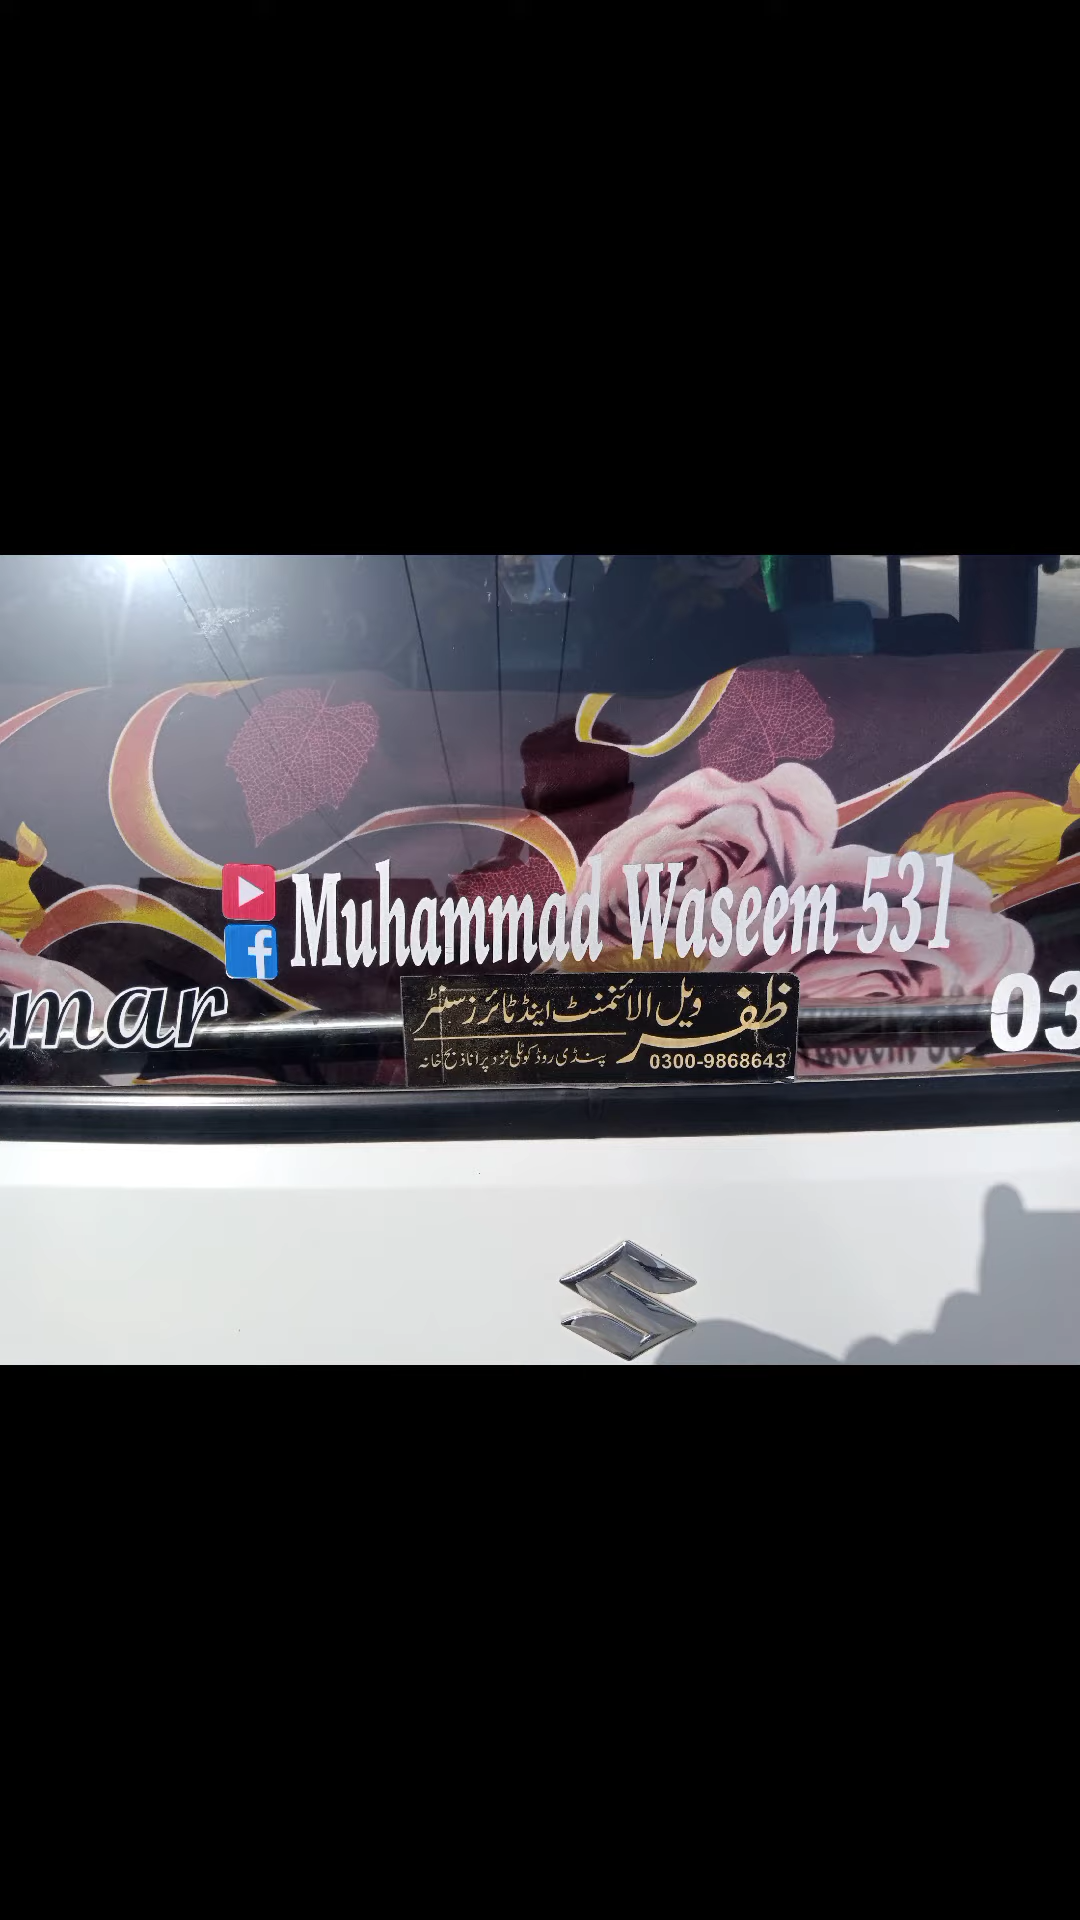 Muhammad Waseem 531
mar
03
ظفر ویل الائنمنٹ اینڈ ٹائرز سنٹر
پنڈی روڈ کوٹلی نزد پرانا ذبح خانہ
0300-9868643